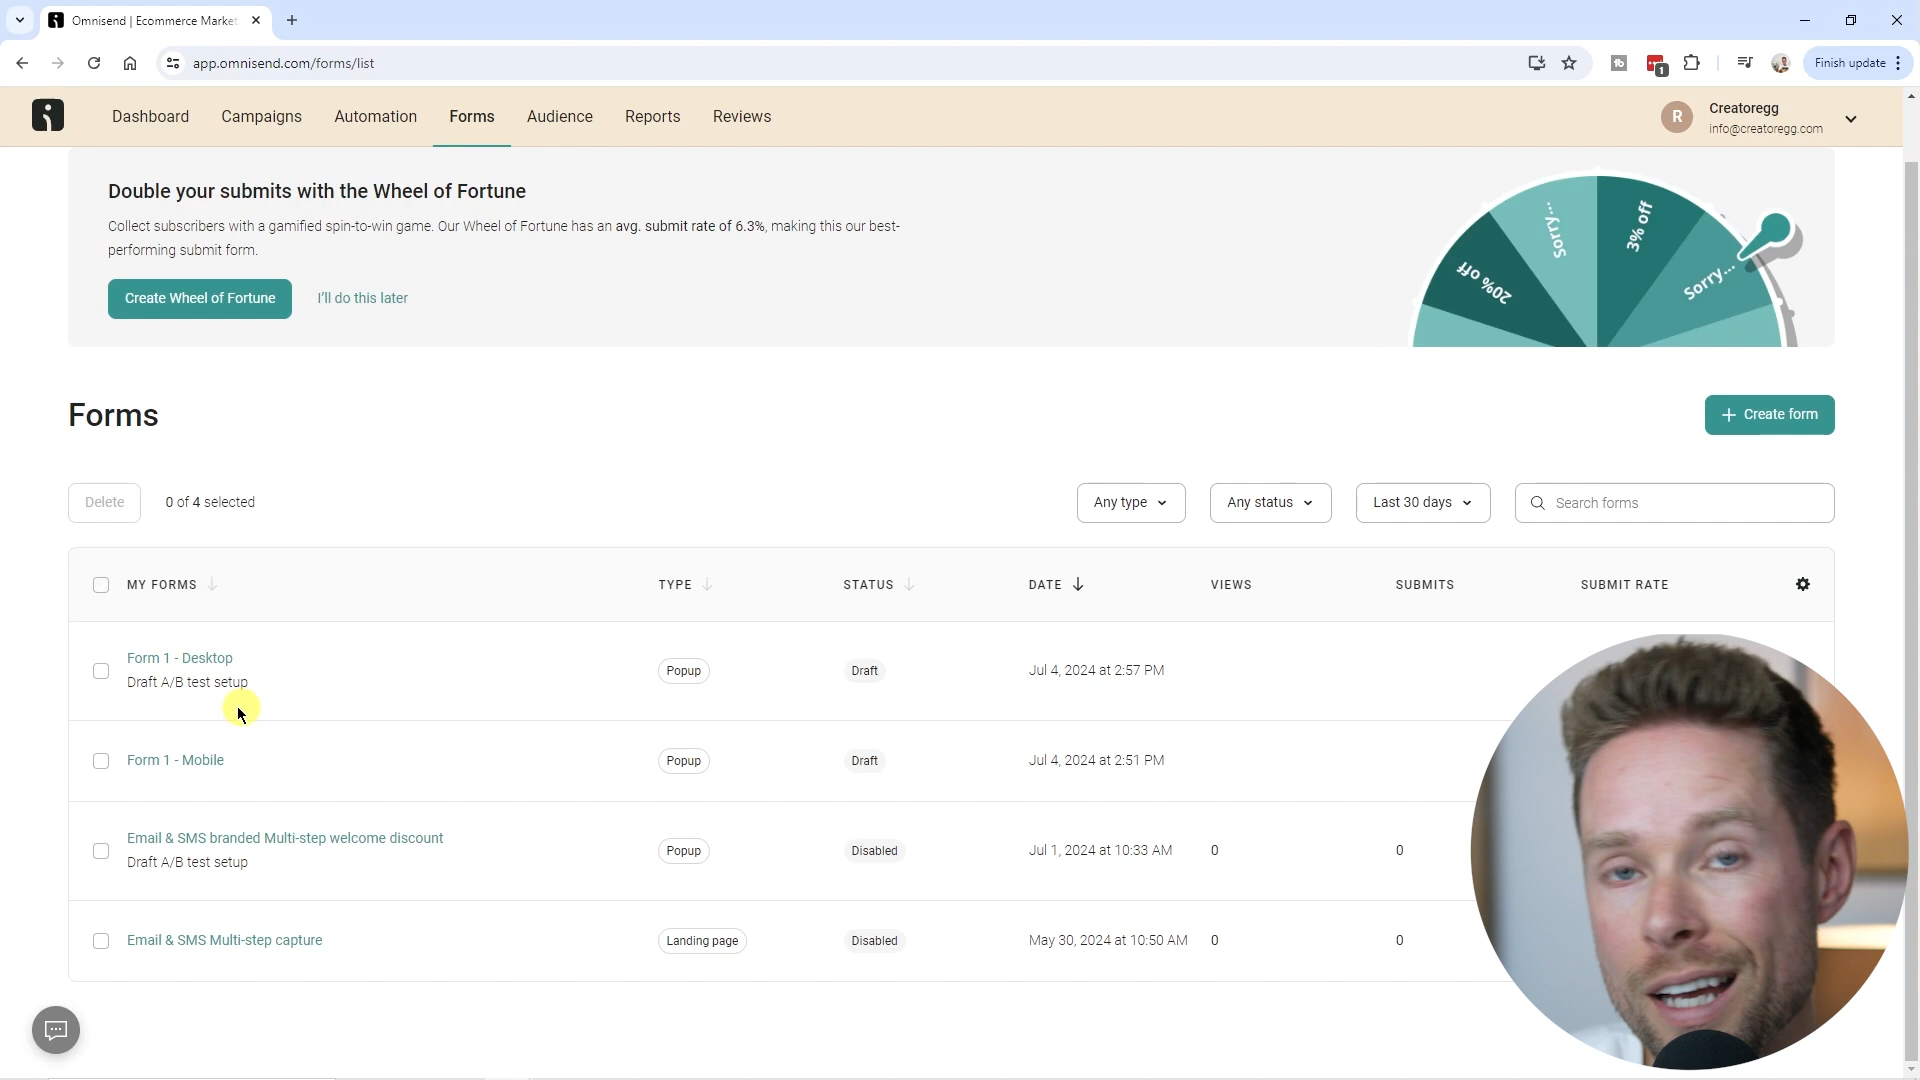 Omnisend | Ecommerce Market
app.omnisend.com/forms/list
1
Finish update
Dashboard
Campaigns
Automation
Forms
Audience
Reports
Reviews
R
Creatoregg
info@creatoregg.com
Double your submits with the Wheel of Fortune
Collect subscribers with a gamified spin-to-win game. Our Wheel of Fortune has an avg. submit rate of 6.3%, making this our best-
performing submit form.
Create Wheel of Fortune
I'll do this later
20% off
Sorry...
3% off
Sorry...
Forms
+ Create form
Delete
0 of 4 selected
Any type
Any status
Last 30 days
Search forms
MY FORMS
TYPE
STATUS
DATE
VIEWS
SUBMITS
SUBMIT RATE
Form 1 - Desktop
Draft A/B test setup
Popup
Draft
Jul 4, 2024 at 2:57 PM
Form 1 - Mobile
Popup
Draft
Jul 4, 2024 at 2:51 PM
Email & SMS branded Multi-step welcome discount
Draft A/B test setup
Popup
Disabled
Jul 1, 2024 at 10:33 AM
0
0
Email & SMS Multi-step capture
Landing page
Disabled
May 30, 2024 at 10:50 AM
0
0